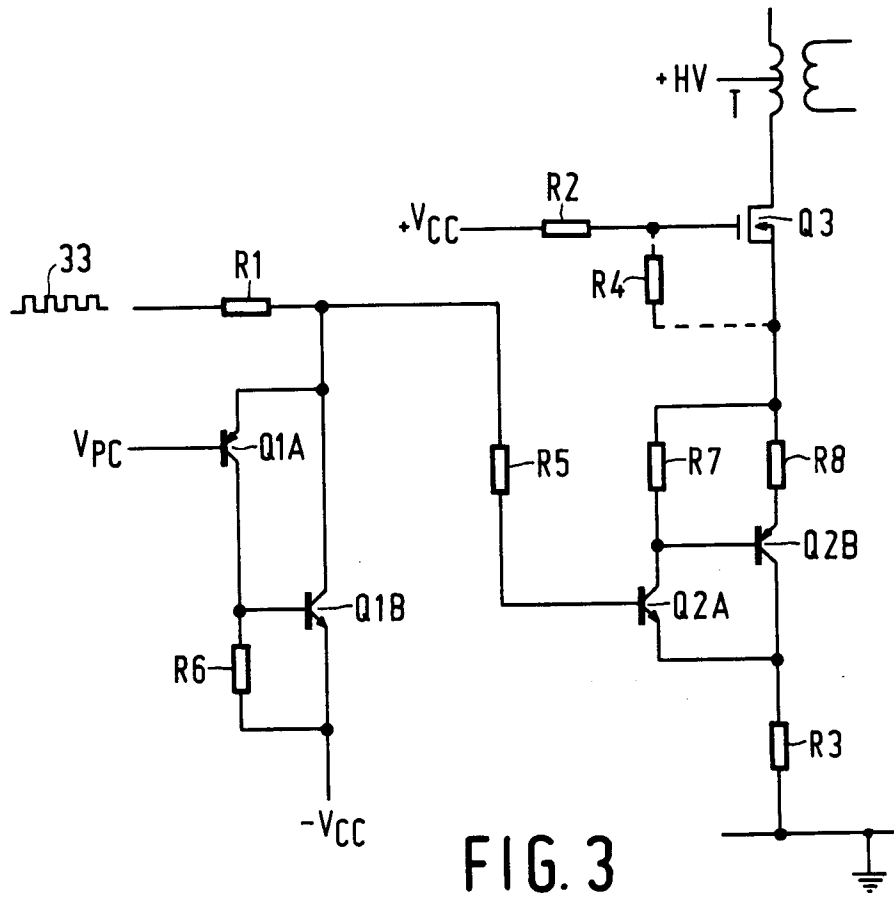 +HV
T
R2
+VCC
Q3
33
R1
R4
VPC
Q1A
R5
R7
R8
Q2B
Q1B
Q2A
R6
R3
-VCC
FIG. 3